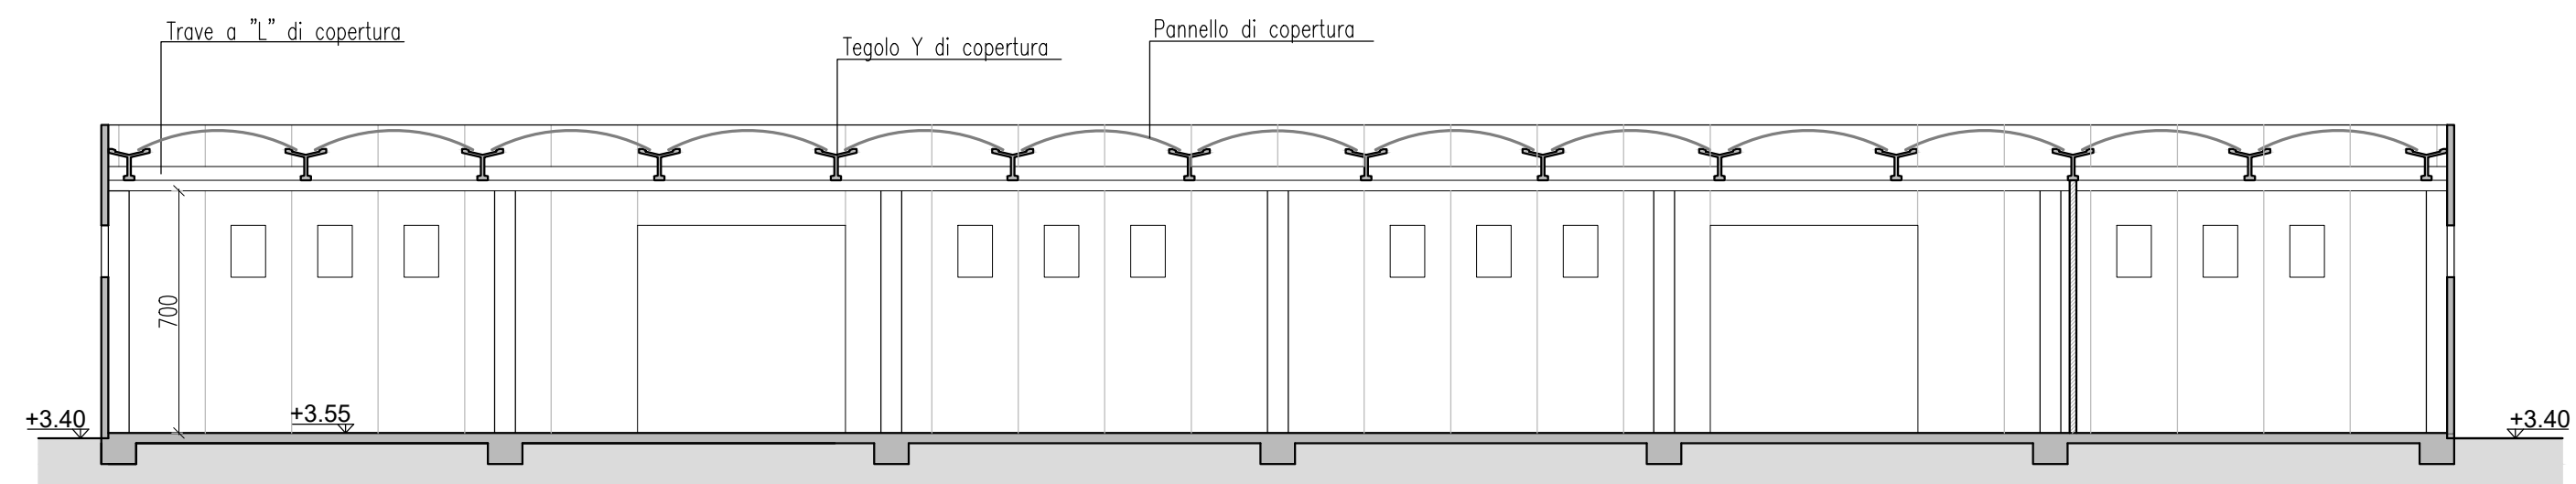 Trave a "L" di copertura
Tegolo Y di copertura
Pannello di copertura
700
+3.40
+3.55
+3.40